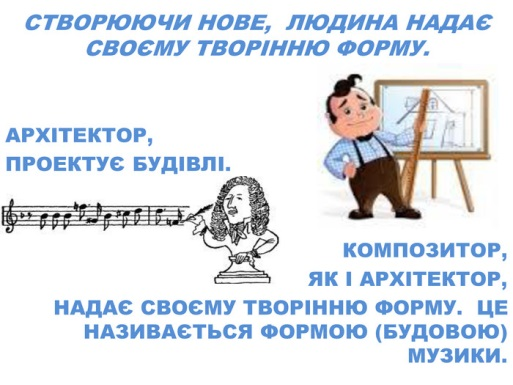 СТВОРЮЮЧИ НОВЕ, ЛЮДИНА НАДАЄ
СВОЄМУ ТВОРІННЮ ФОРМУ.
АРХІТЕКТОР,
ПРОЕКТУЄ БУДІВЛІ.
КОМПОЗИТОР,
ЯК І АРХІТЕКТОР,
НАДАЄ СВОЄМУ ТВОРІННЮ ФОРМУ. ЦЕ
НАЗИВАЄТЬСЯ ФОРМОЮ (БУДОВОЮ)
МУЗИКИ.